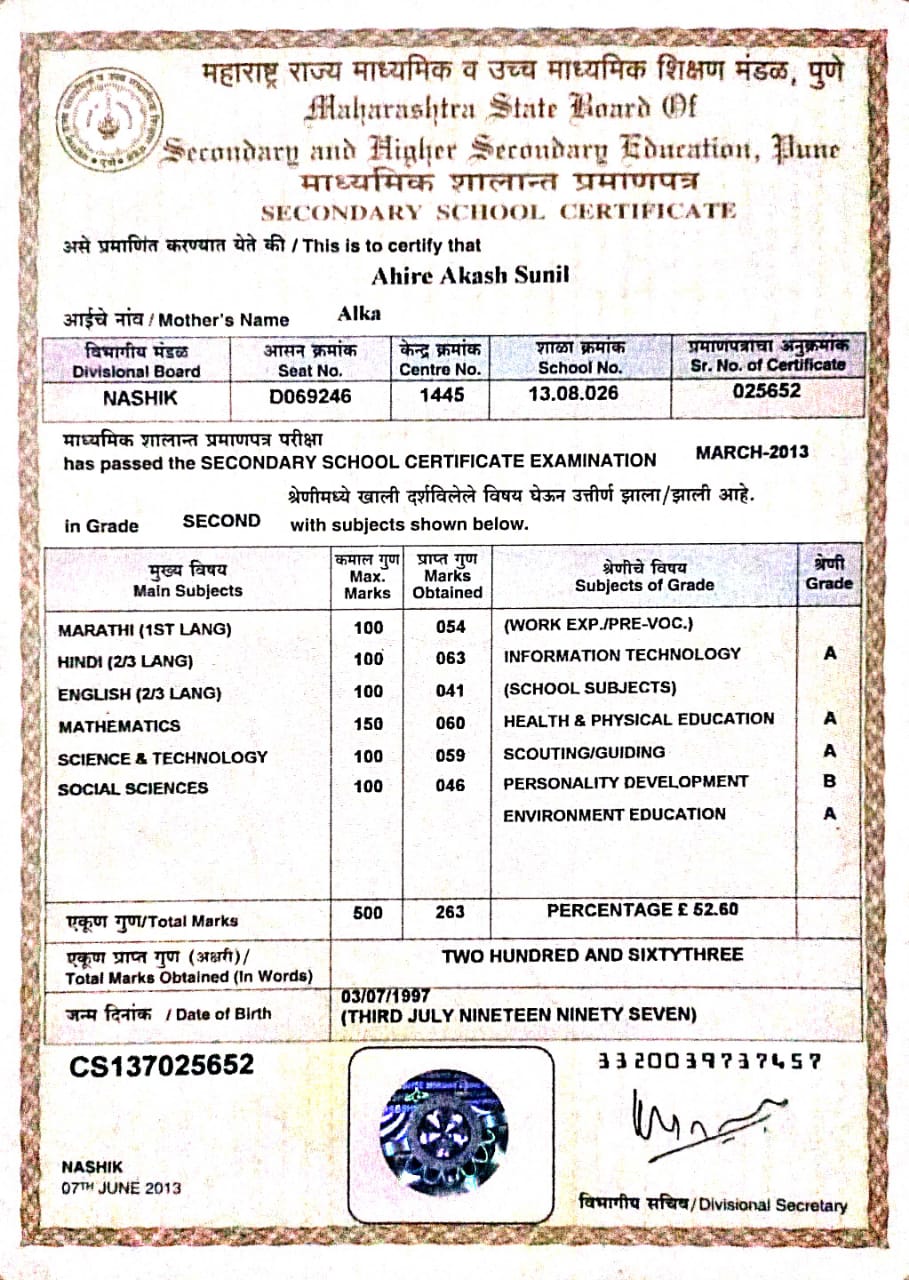 महाराष्ट्र राज्य माध्यमिक व उच्च माध्यमिक शिक्षण मंडळ, पुणे
Maharashtra State Board Of
Secondary and Higher Secondary Education, Pune
माध्यमिक शालान्त प्रमाणपत्र
SECONDARY SCHOOL CERTIFICATE
असे प्रमाणित करण्यात येते की / This is to certify that
Ahire Akash Sunil
आईचे नांव / Mother's Name Alka
विभागीय मंडळ आसन क्रमांक केन्द्र क्रमांक शाळा क्रमांक प्रमाणपत्राचा अनुक्रमांक
Divisional Board Seat No. Centre No. School No. Sr. No. of Certificate
NASHIK D069246 1445 13.08.026 025652
माध्यमिक शालान्त प्रमाणपत्र परीक्षा
has passed the SECONDARY SCHOOL CERTIFICATE EXAMINATION MARCH-2013
श्रेणीमध्ये खाली दर्शविलेले विषय घेऊन उत्तीर्ण झाला/झाली आहे.
in Grade SECOND with subjects shown below.
मुख्य विषय कमाल गुण प्राप्त गुण श्रेणीचे विषय श्रेणी
Main Subjects Max. Marks Marks Obtained Subjects of Grade Grade
MARATHI (1ST LANG) 100 054 (WORK EXP./PRE-VOC.)
HINDI (2/3 LANG) 100 063 INFORMATION TECHNOLOGY A
ENGLISH (2/3 LANG) 100 041 (SCHOOL SUBJECTS)
MATHEMATICS 150 060 HEALTH & PHYSICAL EDUCATION A
SCIENCE & TECHNOLOGY 100 059 SCOUTING/GUIDING A
SOCIAL SCIENCES 100 046 PERSONALITY DEVELOPMENT B
ENVIRONMENT EDUCATION A
एकूण गुण/Total Marks 500 263 PERCENTAGE £ 52.60
एकूण प्राप्त गुण (अक्षरी)/
Total Marks Obtained (In Words) TWO HUNDRED AND SIXTYTHREE
03/07/1997
जन्म दिनांक / Date of Birth (THIRD JULY NINETEEN NINETY SEVEN)
CS137025652 3320039737457
NASHIK
07TH JUNE 2013
विभागीय सचिव/Divisional Secretary